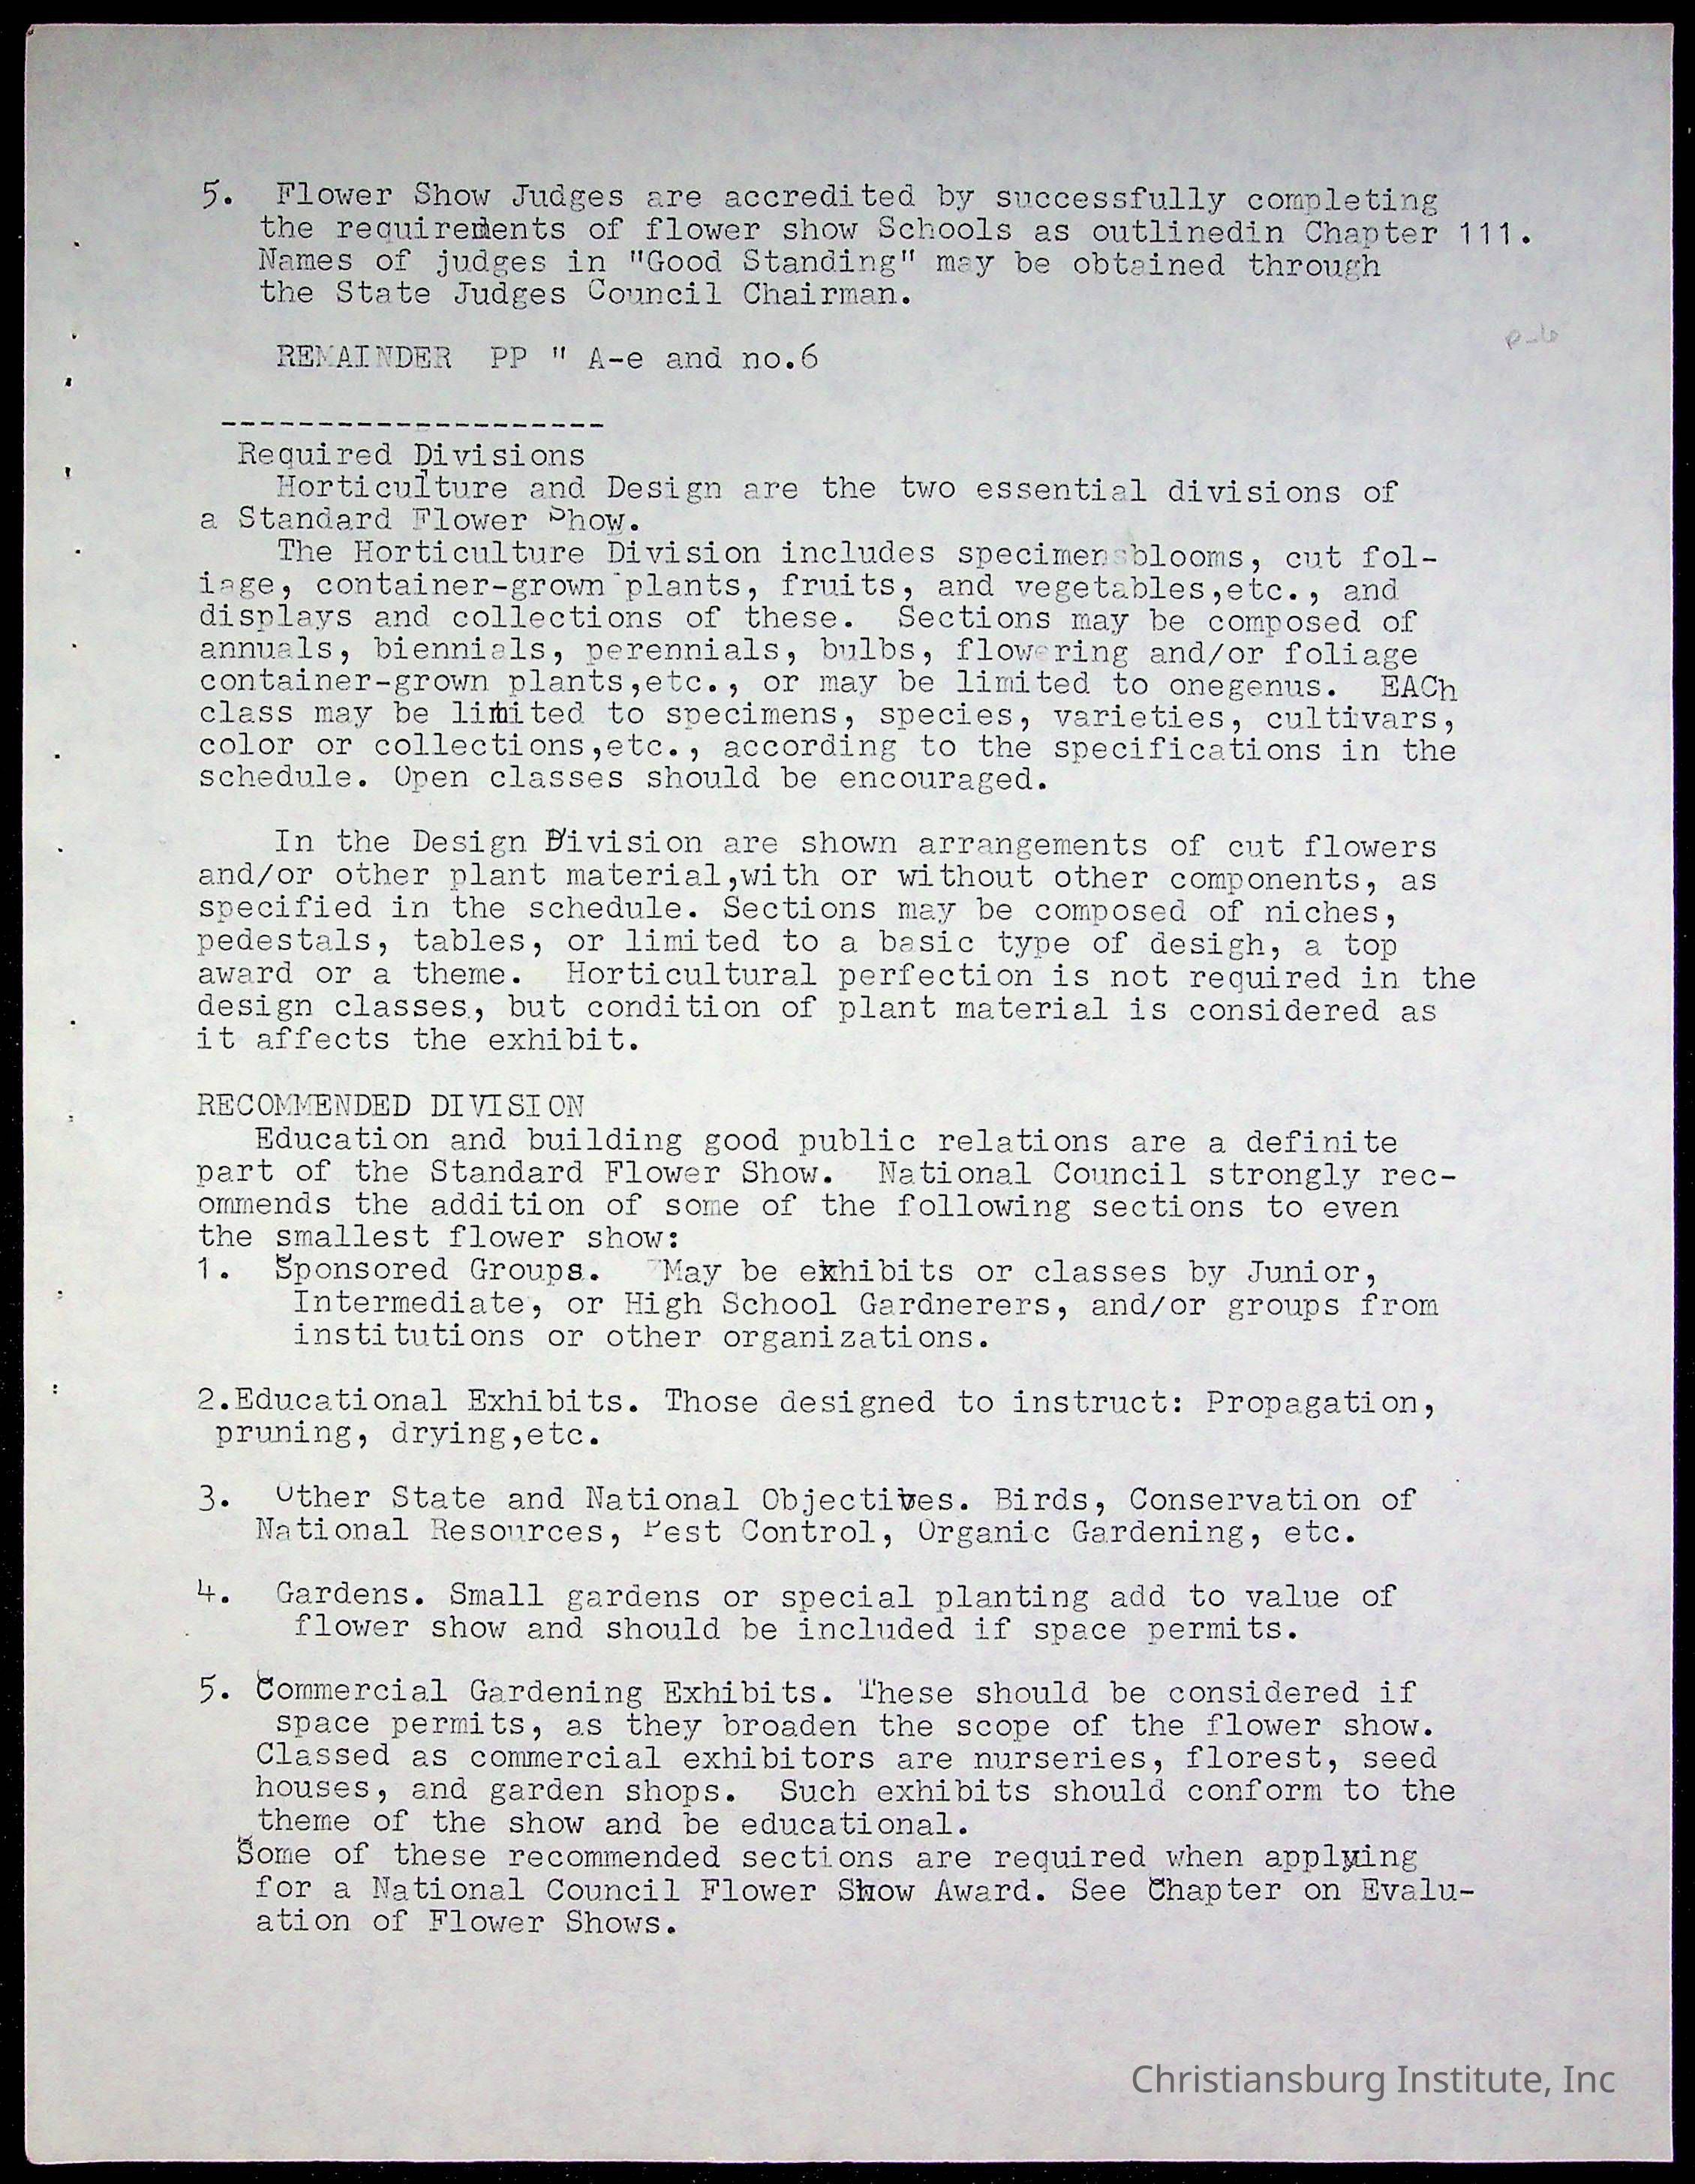 5.  Flower Show Judges are accredited by successfully completing
the requirements of flower show Schools as outlinedin Chapter 111.
Names of judges in "Good Standing" may be obtained through
the State Judges Council Chairman.
REMAINDER  PP " A-e and no.6
--------------------
Required Divisions
Horticulture and Design are the two essential divisions of
a Standard Flower Show.
The Horticulture Division includes specimensblooms, cut fol-
iage, container-grown plants, fruits, and vegetables,etc., and
displays and collections of these.  Sections may be composed of
annuals, biennials, perennials, bulbs, flowering and/or foliage
container-grown plants,etc., or may be limited to onegenus.  EACh
class may be limited to specimens, species, varieties, cultivars,
color or collections,etc., according to the specifications in the
schedule. Open classes should be encouraged.
In the Design Division are shown arrangements of cut flowers
and/or other plant material,with or without other components, as
specified in the schedule. Sections may be composed of niches,
pedestals, tables, or limited to a basic type of desigh, a top
award or a theme.  Horticultural perfection is not required in the
design classes, but condition of plant material is considered as
it affects the exhibit.
RECOMMENDED DIVISION
Education and building good public relations are a definite
part of the Standard Flower Show.  National Council strongly rec-
ommends the addition of some of the following sections to even
the smallest flower show:
1.  Sponsored Groups.   May be exhibits or classes by Junior,
Intermediate, or High School Gardnerers, and/or groups from
institutions or other organizations.
2.Educational Exhibits. Those designed to instruct: Propagation,
pruning, drying,etc.
3.  Other State and National Objectives. Birds, Conservation of
National Resources, Pest Control, Organic Gardening, etc.
4.  Gardens. Small gardens or special planting add to value of
flower show and should be included if space permits.
5. Commercial Gardening Exhibits. These should be considered if
space permits, as they broaden the scope of the flower show.
Classed as commercial exhibitors are nurseries, florest, seed
houses, and garden shops.  Such exhibits should conform to the
theme of the show and be educational.
Some of these recommended sections are required when applying
for a National Council Flower Show Award. See Chapter on Evalu-
ation of Flower Shows.
Christiansburg Institute, Inc